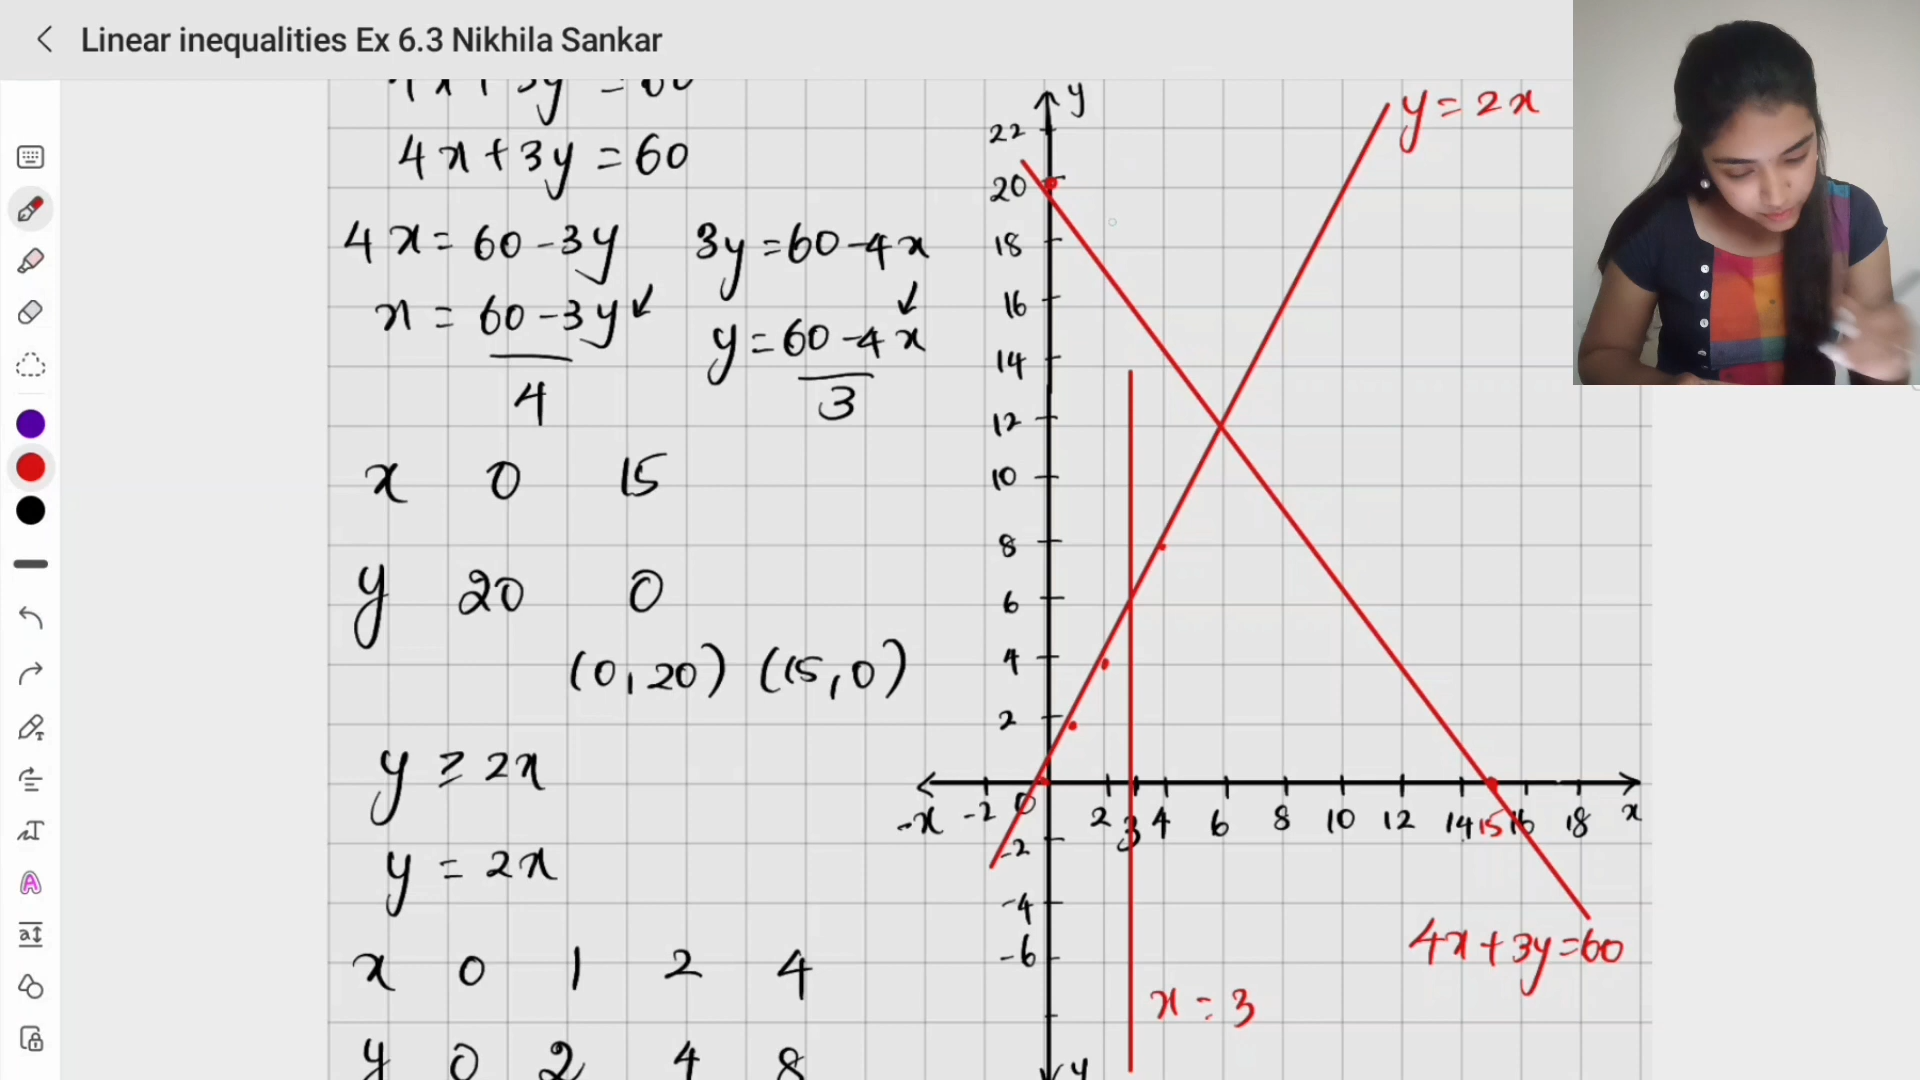 Linear inequalities Ex 6.3 Nikhila Sankar
4x + 3y = 60
4x + 3y = 60
4x = 60 - 3y
3y = 60 - 4x
x = 60 - 3y
4
y = 60 - 4x
3
x 0 15
y 20 0
(0, 20) (15, 0)
y ≥ 2x
y = 2x
x 0 1 2 4
y 0 2 4 8
y
y = 2x
22
20
18
16
14
12
10
8
6
4
2
-x -2 0 2 3 4 6 8 10 12 14 15 16 18 x
-2
-4
-6
4x + 3y = 60
x = 3
y